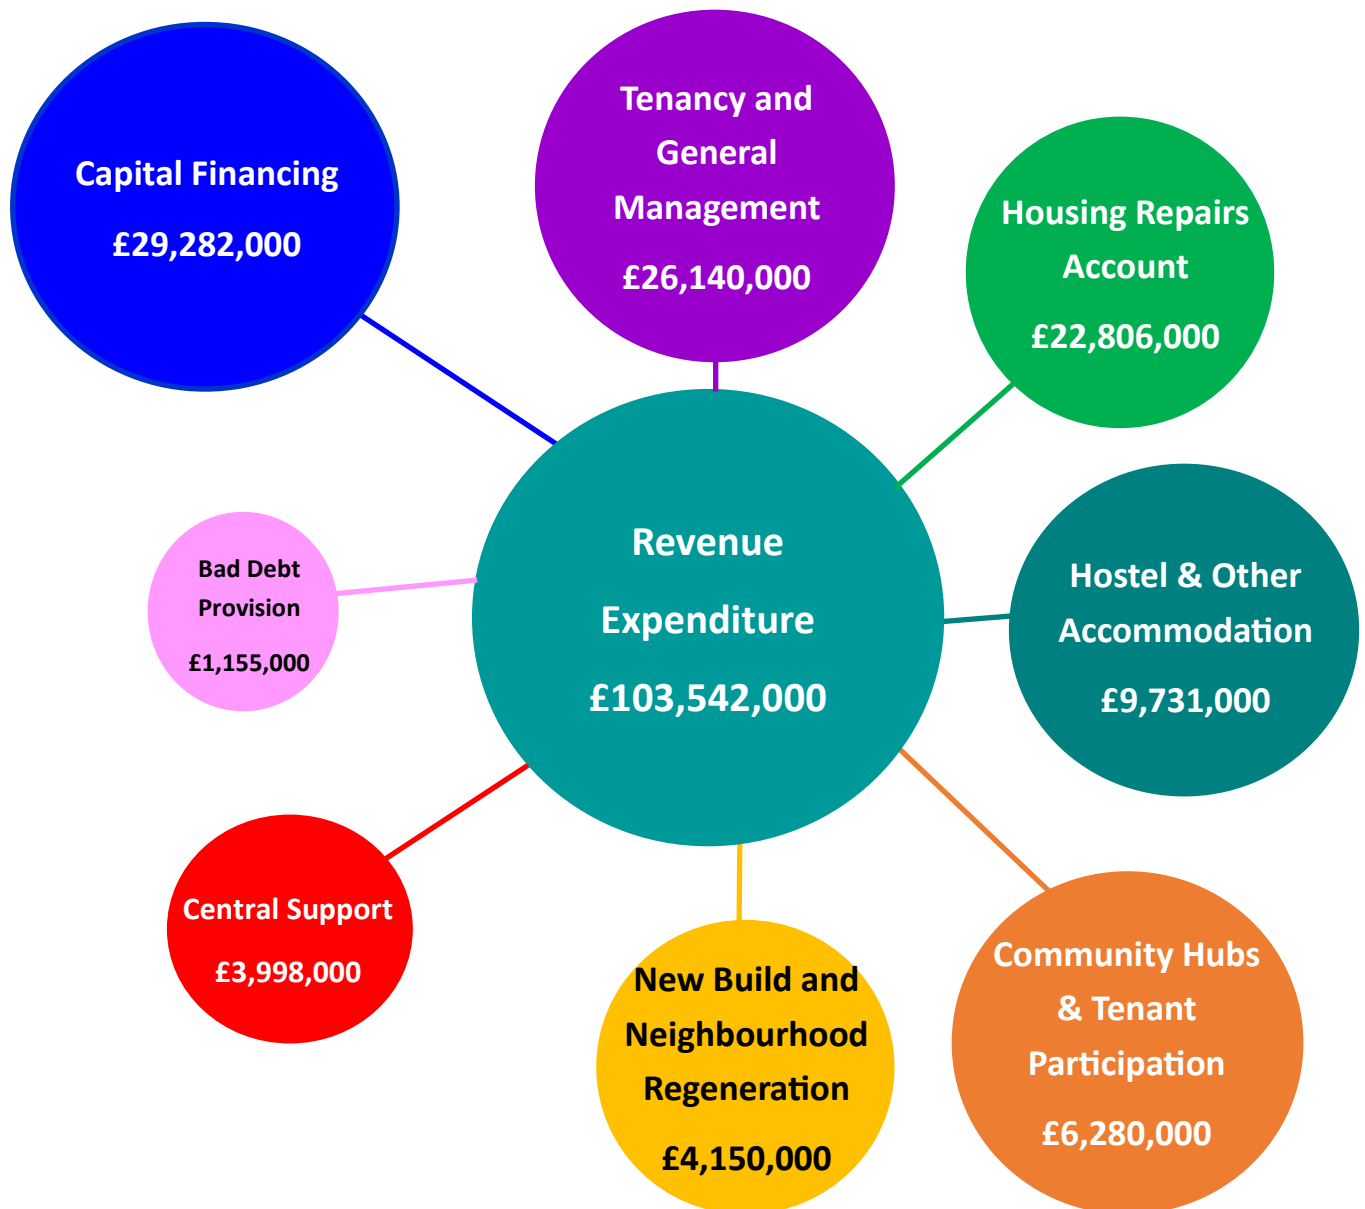 Capital Financing
£29,282,000
Tenancy and
General
Management
£26,140,000
Housing Repairs
Account
£22,806,000
Revenue
Expenditure
£103,542,000
Hostel & Other
Accommodation
£9,731,000
Bad Debt
Provision
£1,155,000
Central Support
£3,998,000
New Build and
Neighbourhood
Regeneration
£4,150,000
Community Hubs
& Tenant
Participation
£6,280,000